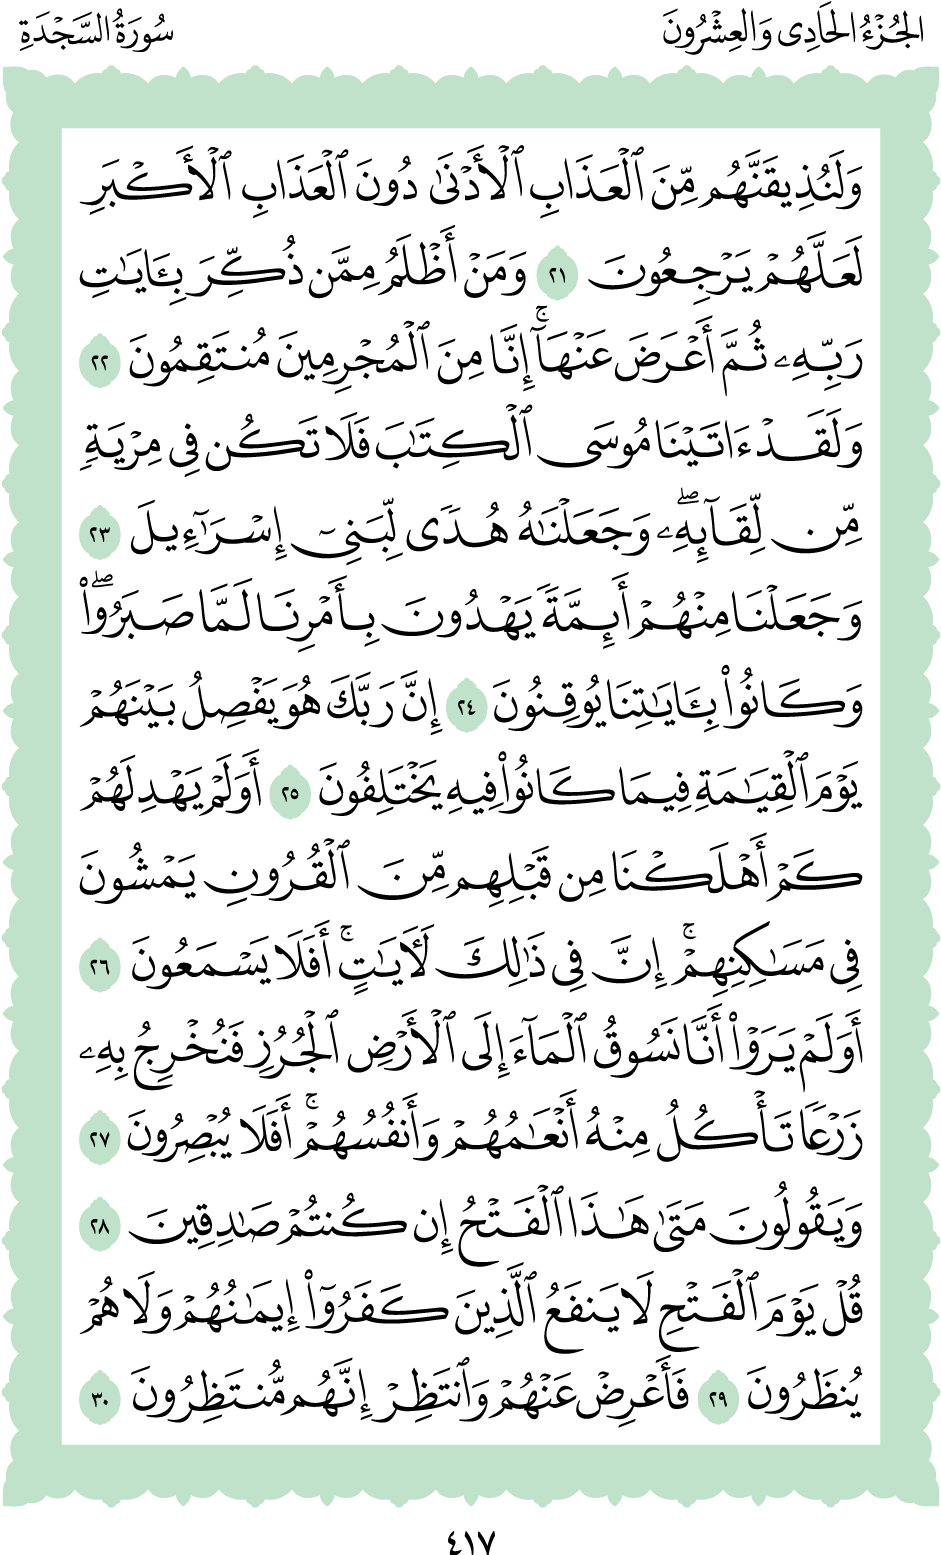 الجُزْءُ الحَادِي وَالعِشْرُونَ
سُورَةُ السَّجْدَةِ
وَلَنُذِيقَنَّهُم مِّنَ ٱلْعَذَابِ ٱلْأَدْنَىٰ دُونَ ٱلْعَذَابِ ٱلْأَكْبَرِ
لَعَلَّهُمْ يَرْجِعُونَ ٢١ وَمَنْ أَظْلَمُ مِمَّن ذُكِّرَ بِـَٔايَٰتِ
رَبِّهِۦ ثُمَّ أَعْرَضَ عَنْهَآۚ إِنَّا مِنَ ٱلْمُجْرِمِينَ مُنتَقِمُونَ ٢٢
وَلَقَدْ ءَاتَيْنَا مُوسَى ٱلْكِتَٰبَ فَلَا تَكُن فِى مِرْيَةٍ
مِّن لِّقَآئِهِۦۖ وَجَعَلْنَٰهُ هُدًى لِّبَنِىٓ إِسْرَٰٓءِيلَ ٢٣
وَجَعَلْنَا مِنْهُمْ أَئِمَّةً يَهْدُونَ بِأَمْرِنَا لَمَّا صَبَرُوا۟ۖ
وَكَانُوا۟ بِـَٔايَٰتِنَا يُوقِنُونَ ٢٤ إِنَّ رَبَّكَ هُوَ يَفْصِلُ بَيْنَهُمْ
يَوْمَ ٱلْقِيَٰمَةِ فِيمَا كَانُوا۟ فِيهِ يَخْتَلِفُونَ ٢٥ أَوَلَمْ يَهْدِ لَهُمْ
كَمْ أَهْلَكْنَا مِن قَبْلِهِم مِّنَ ٱلْقُرُونِ يَمْشُونَ
فِى مَسَٰكِنِهِمْۚ إِنَّ فِى ذَٰلِكَ لَـَٔايَٰتٍۚ أَفَلَا يَسْمَعُونَ ٢٦
أَوَلَمْ يَرَوْا۟ أَنَّا نَسُوقُ ٱلْمَآءَ إِلَى ٱلْأَرْضِ ٱلْجُرُزِ فَنُخْرِجُ بِهِۦ
زَرْعًا تَأْكُلُ مِنْهُ أَنْعَٰمُهُمْ وَأَنفُسُهُمْۚ أَفَلَا يُبْصِرُونَ ٢٧
وَيَقُولُونَ مَتَىٰ هَٰذَا ٱلْفَتْحُ إِن كُنتُمْ صَٰدِقِينَ ٢٨
قُلْ يَوْمَ ٱلْفَتْحِ لَا يَنفَعُ ٱلَّذِينَ كَفَرُوٓا۟ إِيمَٰنُهُمْ وَلَا هُمْ
يُنظَرُونَ ٢٩ فَأَعْرِضْ عَنْهُمْ وَٱنتَظِرْ إِنَّهُم مُّنتَظِرُونَ ٣٠
٤١٧